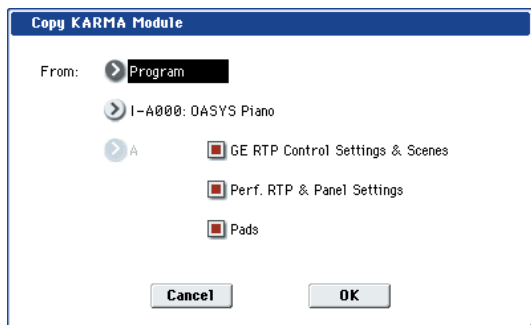 Copy KARMA Module
From: Program
I-A000: OASYS Piano
A GE RTP Control Settings & Scenes
Perf. RTP & Panel Settings
Pads
Cancel OK